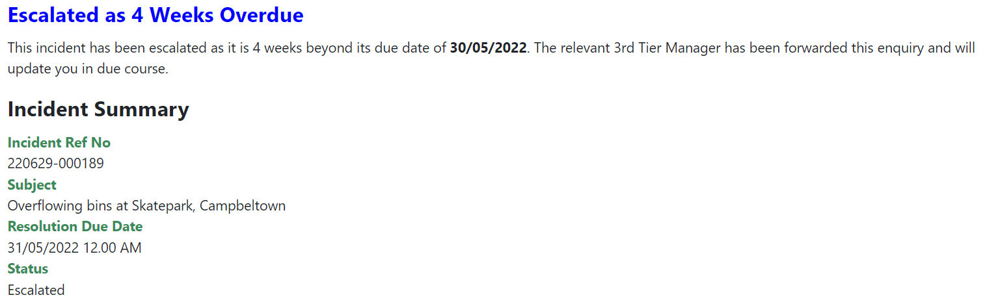 Escalated as 4 Weeks Overdue
This incident has been escalated as it is 4 weeks beyond its due date of 30/05/2022. The relevant 3rd Tier Manager has been forwarded this enquiry and will
update you in due course.
Incident Summary
Incident Ref No
220629-000189
Subject
Overflowing bins at Skatepark, Campbeltown
Resolution Due Date
31/05/2022 12.00 AM
Status
Escalated